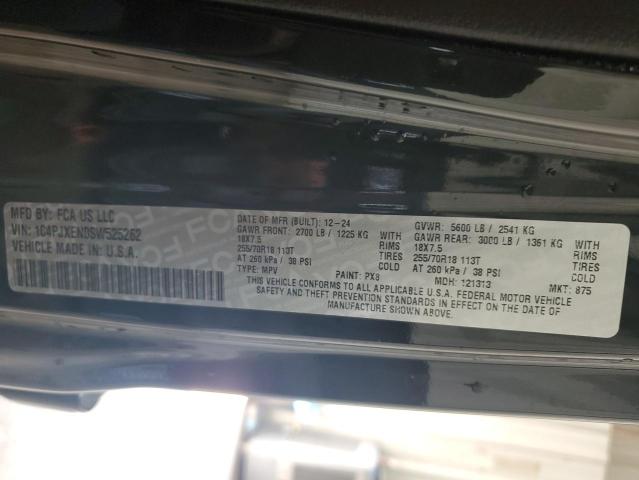 MFD BY: FCA US LLC
VIN: 1C4PJXEN0SW525262
VEHICLE MADE IN U.S.A.
DATE OF MFR (BUILT): 12-24
GAWR FRONT: 2700 LB / 1225 KG WITH
18X7.5 RIMS
255/70R18 113T TIRES
AT 260 kPa / 38 PSI COLD
TYPE: MPV PAINT: PX8
GVWR: 5600 LB / 2541 KG
GAWR REAR: 3000 LB / 1361 KG WITH
18X7.5 RIMS
255/70R18 113T TIRES
AT 260 kPa / 38 PSI COLD
MDH: 121313 MKT: 875
THIS VEHICLE CONFORMS TO ALL APPLICABLE U.S.A. FEDERAL MOTOR VEHICLE
SAFETY AND THEFT PREVENTION STANDARDS IN EFFECT ON THE DATE OF
MANUFACTURE SHOWN ABOVE.